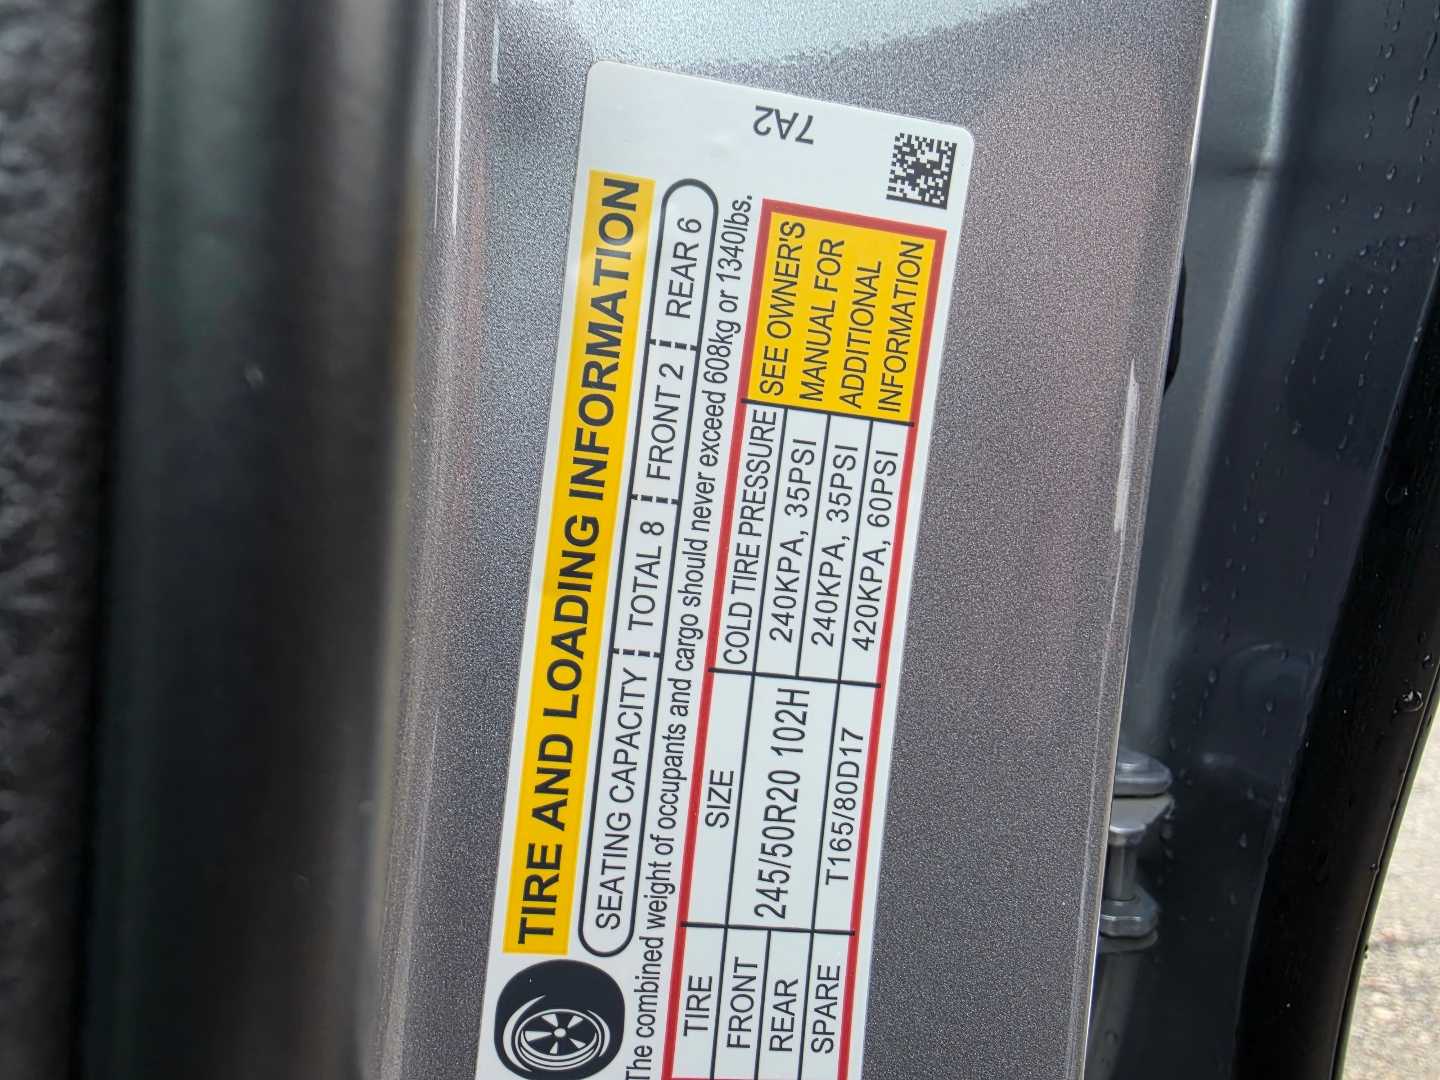 7A2
TIRE AND LOADING INFORMATION
SEATING CAPACITY TOTAL 8 FRONT 2 REAR 6
The combined weight of occupants and cargo should never exceed 608kg or 1340lbs.
TIRE SIZE COLD TIRE PRESSURE SEE OWNER'S
FRONT 245/50R20 102H 240KPA, 35PSI MANUAL FOR
REAR 240KPA, 35PSI ADDITIONAL
SPARE T165/80D17 420KPA, 60PSI INFORMATION